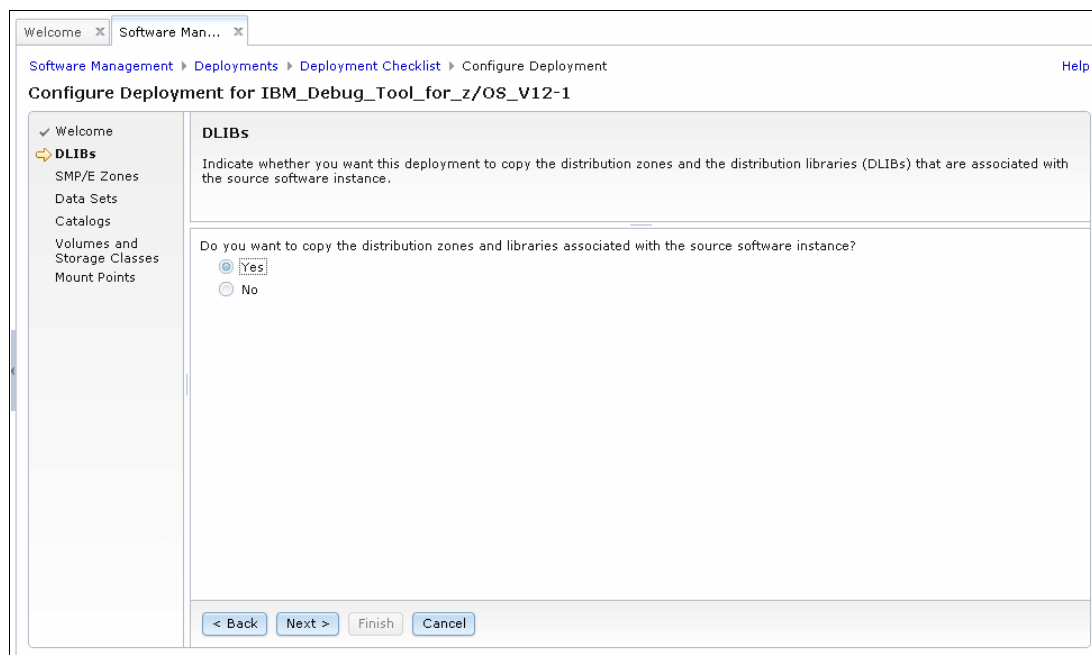 Welcome
Software Man...
Software Management Deployments Deployment Checklist Configure Deployment
Help
Configure Deployment for IBM_Debug_Tool_for_z/OS_V12-1
Welcome
DLIBs
SMP/E Zones
Data Sets
Catalogs
Volumes and
Storage Classes
Mount Points
DLIBs
Indicate whether you want this deployment to copy the distribution zones and the distribution libraries (DLIBs) that are associated with
the source software instance.
Do you want to copy the distribution zones and libraries associated with the source software instance?
Yes
No
< Back
Next >
Finish
Cancel